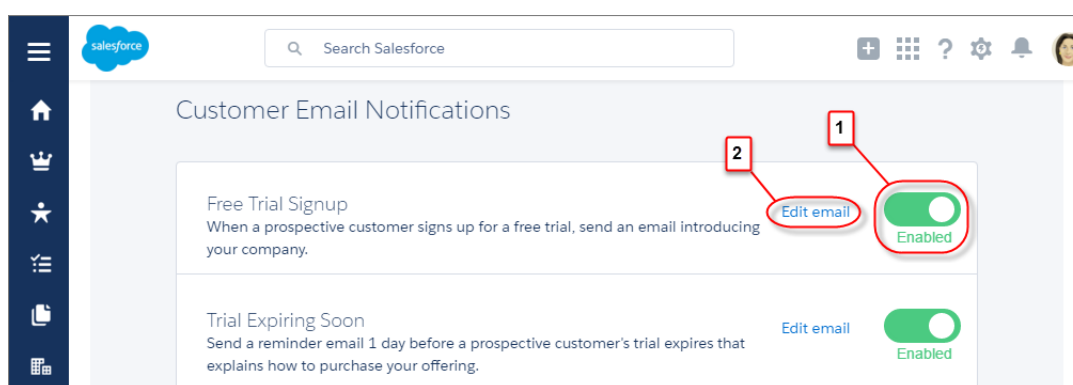 salesforce
Search Salesforce
?
Customer Email Notifications
1
2
Free Trial Signup
When a prospective customer signs up for a free trial, send an email introducing
your company.
Edit email
Enabled
Trial Expiring Soon
Send a reminder email 1 day before a prospective customer's trial expires that
explains how to purchase your offering.
Edit email
Enabled